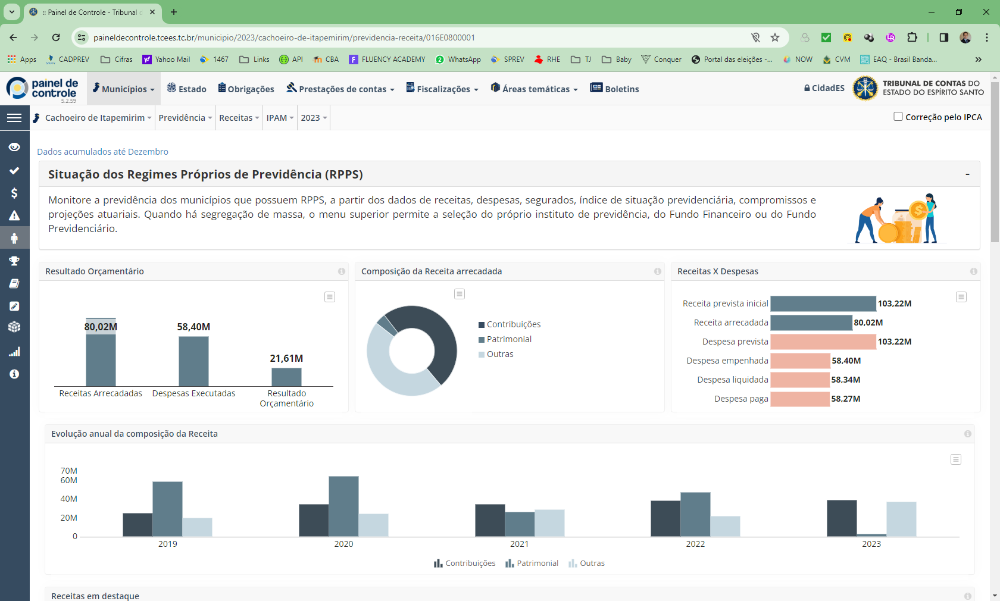 :: Painel de Controle - Tribunal
paineldecontrole.tcees.tc.br/municipio/2023/cachoeiro-de-itapemirim/previdencia-receita/016E0800001
Apps CADPREV Cifras Yahoo Mail 1467 Links API CBA FLUENCY ACADEMY WhatsApp SPREV RHE TJ Baby Conquer Portal das eleições -... NOW CVM EAQ - Brasil Banda...
painel de controle
5.2.59
Municípios Estado Obrigações Prestações de contas Fiscalizações Áreas temáticas Boletins
CidadES
TRIBUNAL DE CONTAS DO
ESTADO DO ESPÍRITO SANTO
Cachoeiro de Itapemirim Previdência Receitas IPAM 2023
Correção pelo IPCA
Dados acumulados até Dezembro
Situação dos Regimes Próprios de Previdência (RPPS) -
Monitore a previdência dos municípios que possuem RPPS, a partir dos dados de receitas, despesas, segurados, índice de situação previdenciária, compromissos e
projeções atuariais. Quando há segregação de massa, o menu superior permite a seleção do próprio instituto de previdência, do Fundo Financeiro ou do Fundo
Previdenciário.
Resultado Orçamentário
80,02M
58,40M
21,61M
Receitas Arrecadadas
Despesas Executadas
Resultado
Orçamentário
Composição da Receita arrecadada
Contribuições
Patrimonial
Outras
Receitas X Despesas
Receita prevista inicial 103,22M
Receita arrecadada 80,02M
Despesa prevista 103,22M
Despesa empenhada 58,40M
Despesa liquidada 58,34M
Despesa paga 58,27M
Evolução anual da composição da Receita
70M
60M
40M
20M
0
2019 2020 2021 2022 2023
Contribuições Patrimonial Outras
Receitas em destaque